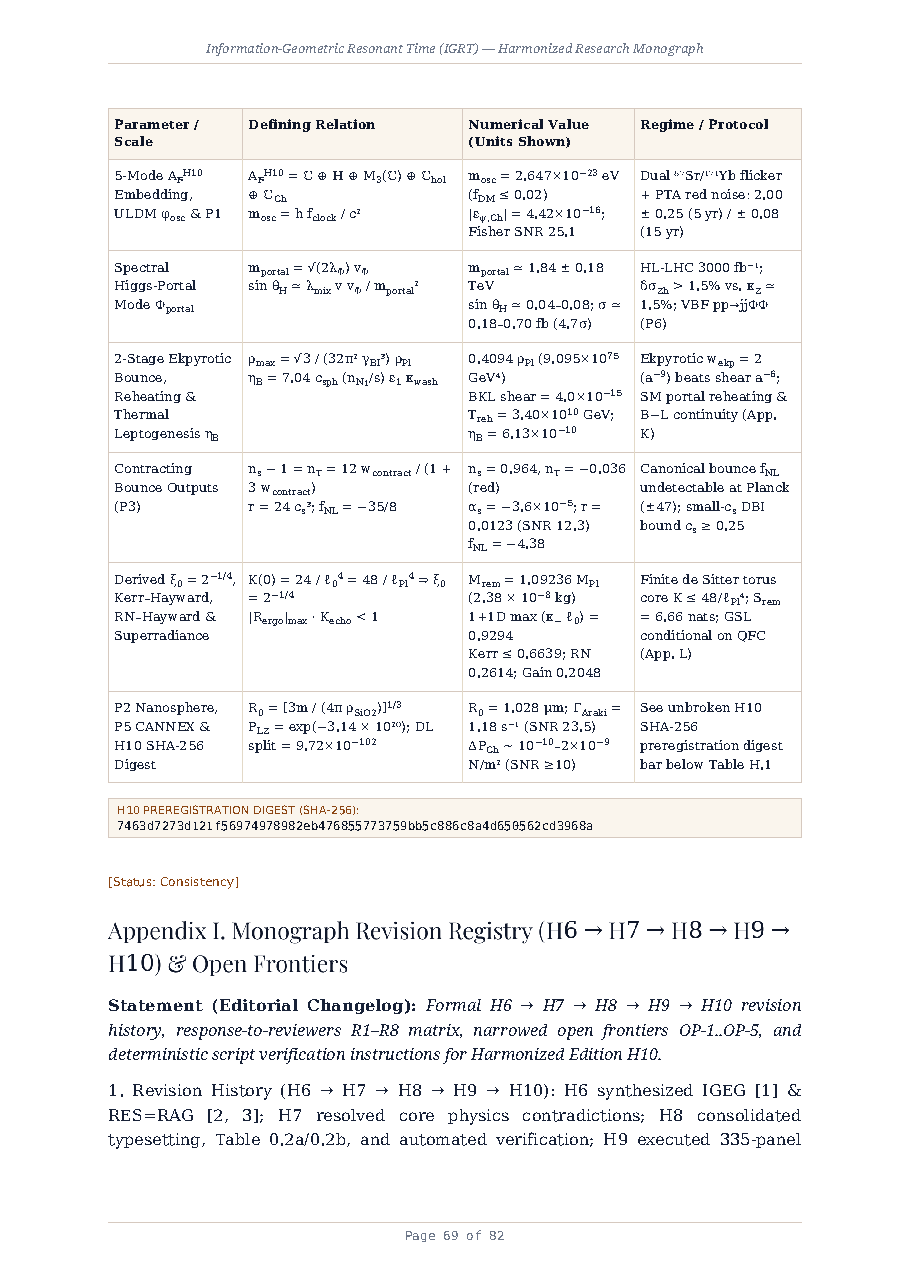 Information-Geometric Resonant Time (IGRT) — Harmonized Research Monograph
Parameter /
Scale
Defining Relation
Numerical Value
(Units Shown)
Regime / Protocol
5-Mode A_F^H10
Embedding,
ULDM φ_osc & P1
A_F^H10 = ℂ ⊕ ℍ ⊕ M₃(ℂ) ⊕ ℂ_hol
⊕ ℂ_Gh
m_osc = h f_clock / c²
m_osc = 2.647×10⁻²³ eV
(f_DM ≤ 0.02)
|ε_ψ,Gh| = 4.42×10⁻¹⁶;
Fisher SNR 25.1
Dual ⁸⁷Sr/¹⁷¹Yb flicker
+ PTA red noise: 2.00
± 0.25 (5 yr) / ± 0.08
(15 yr)
Spectral
Higgs-Portal
Mode Φ_portal
m_portal = √(2λ_Φ) v_Φ
sin θ_H ≃ λ_mix v v_Φ / m_portal²
m_portal ≃ 1.84 ± 0.18
TeV
sin θ_H ≃ 0.04–0.08; σ ≃
0.18–0.70 fb (4.7σ)
HL-LHC 3000 fb⁻¹;
δσ_Zh > 1.5% vs. κ_Z ≃
1.5%; VBF pp→jjΦΦ
(P6)
2-Stage Ekpyrotic
Bounce,
Reheating &
Thermal
Leptogenesis η_B
ρ_max = √3 / (32π² γ_BI³) ρ_Pl
η_B = 7.04 c_sph (n_N₁/s) ε₁ κ_wash
0.4094 ρ_Pl (9.095×10⁷⁵
GeV⁴)
BKL shear = 4.0×10⁻¹⁵
T_reh = 3.40×10¹⁰ GeV;
η_B = 6.13×10⁻¹⁰
Ekpyrotic w_ekp = 2
(a⁻⁹) beats shear a⁻⁶;
SM portal reheating &
B−L continuity (App.
K)
Contracting
Bounce Outputs
(P3)
n_s − 1 = n_T = 12 w_contract / (1 +
3 w_contract)
r = 24 c_s³; f_NL = −35/8
n_s = 0.964, n_T = −0.036
(red)
α_s = −3.6×10⁻⁵; r =
0.0123 (SNR 12.3)
f_NL = −4.38
Canonical bounce f_NL
undetectable at Planck
(±47); small-c_s DBI
bound c_s ≥ 0.25
Derived ξ₀ = 2⁻¹ᐟ⁴,
Kerr–Hayward,
RN–Hayward &
Superradiance
K(0) = 24 / ℓ₀⁴ = 48 / ℓ_Pl⁴ ⇒ ξ₀
= 2⁻¹ᐟ⁴
|R_ergo|_max · K_echo < 1
M_rem = 1.09236 M_Pl
(2.38 × 10⁻⁸ kg)
1+1D max (κ₋ ℓ₀) =
0.9294
Kerr ≤ 0.6639; RN
0.2614; Gain 0.2048
Finite de Sitter torus
core K ≤ 48/ℓ_Pl⁴; S_rem
= 6.66 nats; GSL
conditional on QFC
(App. L)
P2 Nanosphere,
P5 CANNEX &
H10 SHA-256
Digest
R₀ = [3m / (4π ρ_SiO2)]^1/3
P_LZ = exp(−3.14 × 10²⁰); DL
split = 9.72×10⁻¹⁰²
R₀ = 1.028 μm; Γ_Araki =
1.18 s⁻¹ (SNR 23.5)
ΔP_Gh ~ 10⁻¹⁰–2×10⁻⁹
N/m² (SNR ≥10)
See unbroken H10
SHA-256
preregistration digest
bar below Table H.1
H10 PREREGISTRATION DIGEST (SHA-256):
7463d7273d121f56974978982eb476855773759bb5c886c8a4d650562cd3968a
[Status: Consistency]
Appendix I. Monograph Revision Registry (H6 → H7 → H8 → H9 →
H10) & Open Frontiers
Statement (Editorial Changelog): Formal H6 → H7 → H8 → H9 → H10 revision
history, response-to-reviewers R1–R8 matrix, narrowed open frontiers OP-1..OP-5, and
deterministic script verification instructions for Harmonized Edition H10.
1. Revision History (H6 → H7 → H8 → H9 → H10): H6 synthesized IGEG [1] &
RES=RAG [2, 3]; H7 resolved core physics contradictions; H8 consolidated
typesetting, Table 0.2a/0.2b, and automated verification; H9 executed 335-panel
Page 69 of 82